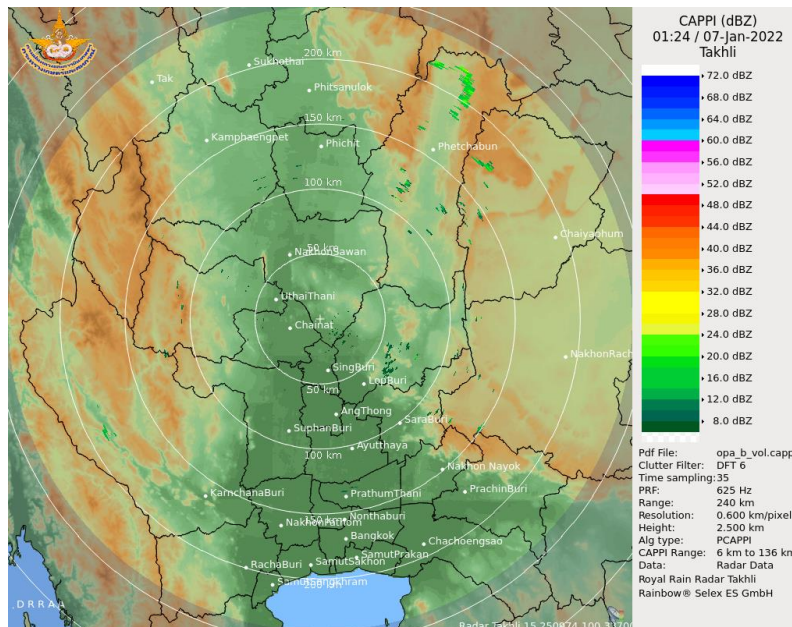 CAPPI (dBZ)
01:24 / 07-Jan-2022
Takhli
72.0 dBZ
68.0 dBZ
64.0 dBZ
60.0 dBZ
56.0 dBZ
52.0 dBZ
48.0 dBZ
44.0 dBZ
40.0 dBZ
36.0 dBZ
32.0 dBZ
28.0 dBZ
24.0 dBZ
20.0 dBZ
16.0 dBZ
12.0 dBZ
8.0 dBZ
Pdf File: opa_b_vol.capp
Clutter Filter: DFT 6
Time sampling:35
PRF: 625 Hz
Range: 240 km
Resolution: 0.600 km/pixel
Height: 2.500 km
Alg type: PCAPPI
CAPPI Range: 6 km to 136 km
Data: Radar Data
Royal Rain Radar Takhli
Rainbow® Selex ES GmbH
200 km
Sukhothai
Tak
Phitsanulok
150 km
Kamphaengpet
Phichit
Phetchabun
100 km
Chaiyaphum
50 km
NakhonSawan
UthaiThani
Chainat
NakhonRach
SingBuri
LopBuri
50 km
AngThong
SaraBuri
SuphanBuri
Ayutthaya
100 km
Nakhon Nayok
KanchanaBuri
PrathumThani
PrachinBuri
150 km
Nonthaburi
Bangkok
Chachoengsao
SamutPrakan
SamutSakhon
RachaBuri
SamutSangkhram
200 km
D R R A A